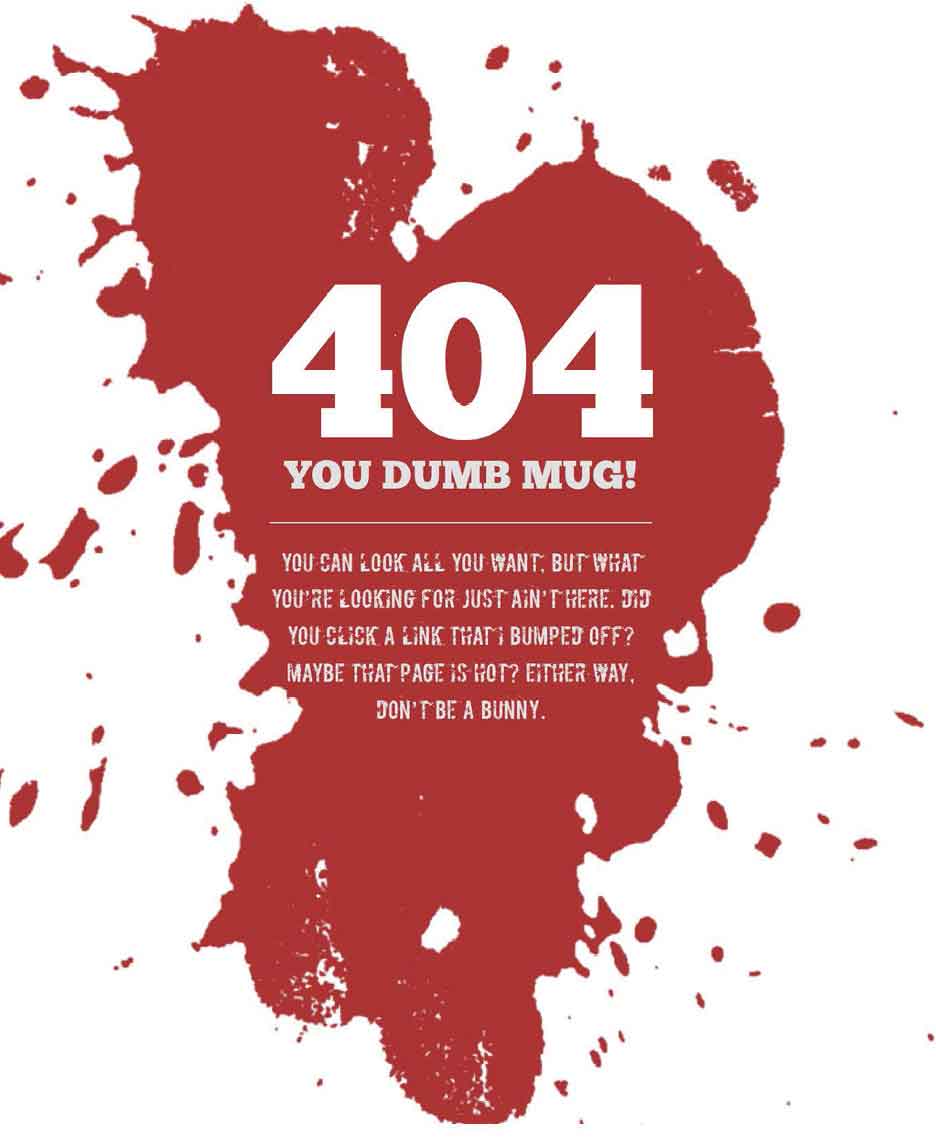 404
YOU DUMB MUG!
YOU CAN LOOK ALL YOU WANT, BUT WHAT
YOU'RE LOOKING FOR JUST AIN'T HERE. DID
YOU CLICK A LINK THAT I BUMPED OFF?
MAYBE THAT PAGE IS HOT? EITHER WAY,
DON'T BE A BUNNY.